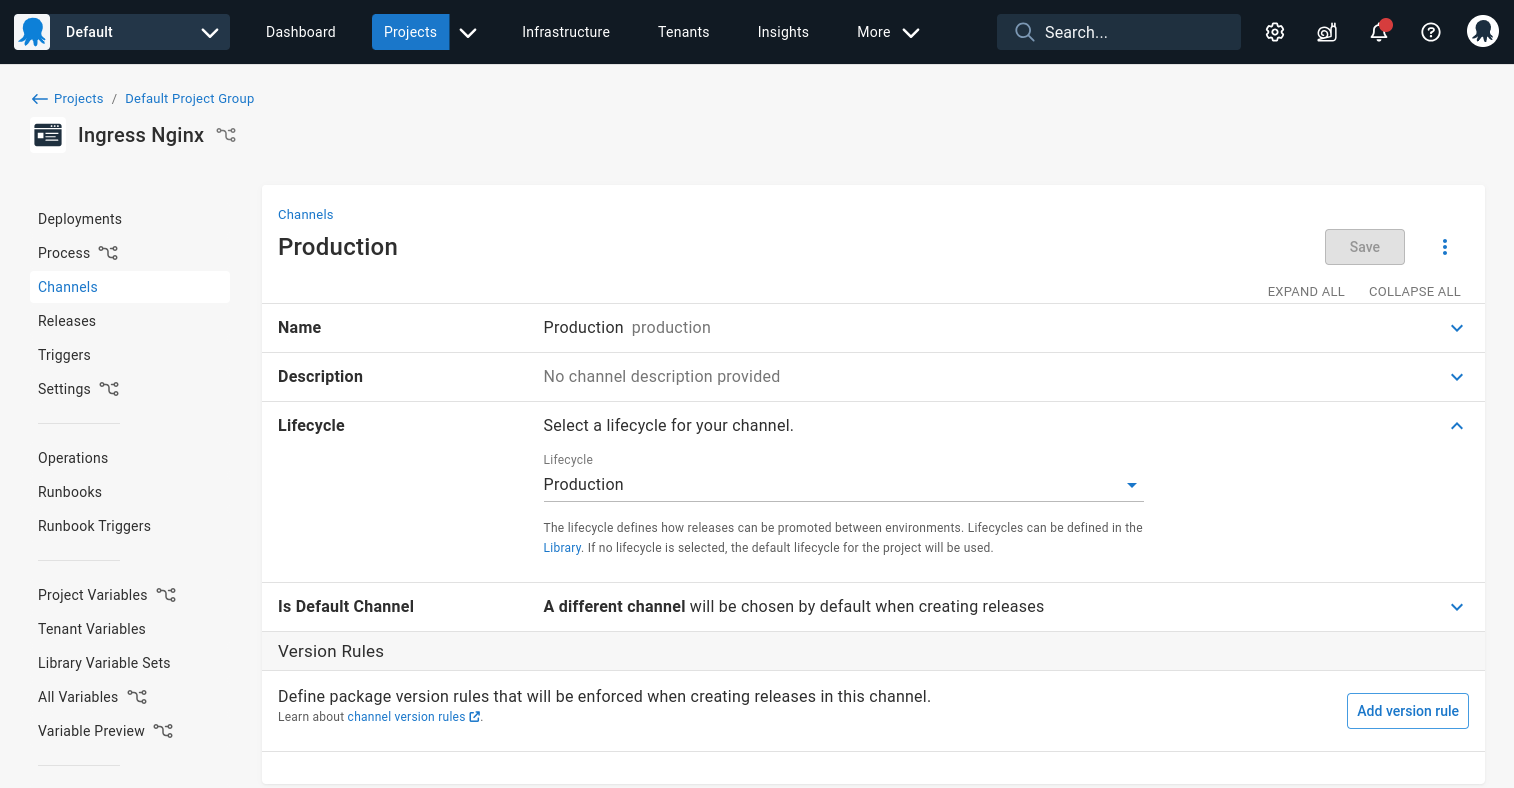 Default
Dashboard
Projects
Infrastructure
Tenants
Insights
More
Search...
Projects / Default Project Group
Ingress Nginx
Deployments
Process
Channels
Releases
Triggers
Settings
Operations
Runbooks
Runbook Triggers
Project Variables
Tenant Variables
Library Variable Sets
All Variables
Variable Preview
Channels
Production
Save
EXPAND ALL COLLAPSE ALL
Name Production production
Description No channel description provided
Lifecycle Select a lifecycle for your channel.
Lifecycle
Production
The lifecycle defines how releases can be promoted between environments. Lifecycles can be defined in the
Library. If no lifecycle is selected, the default lifecycle for the project will be used.
Is Default Channel A different channel will be chosen by default when creating releases
Version Rules
Define package version rules that will be enforced when creating releases in this channel.
Learn about channel version rules.
Add version rule